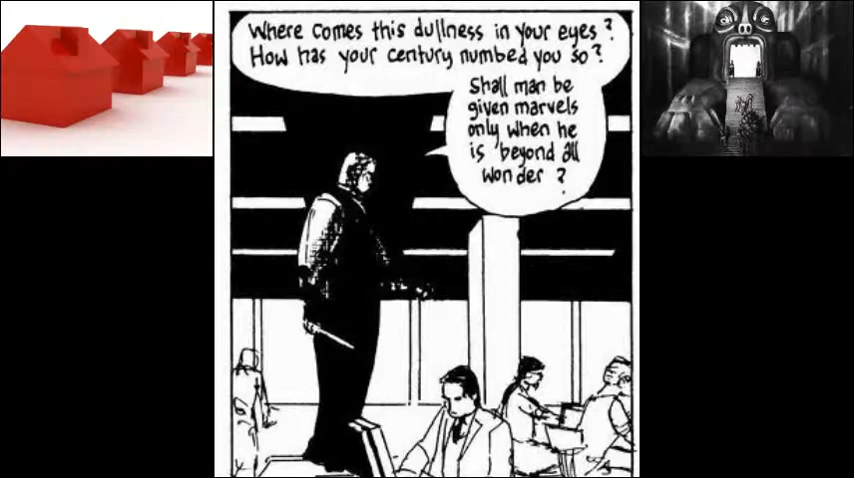 Where comes this dullness in your eyes?
How has your century numbed you so?
Shall man be
given marvels
only when he
is beyond all
wonder?